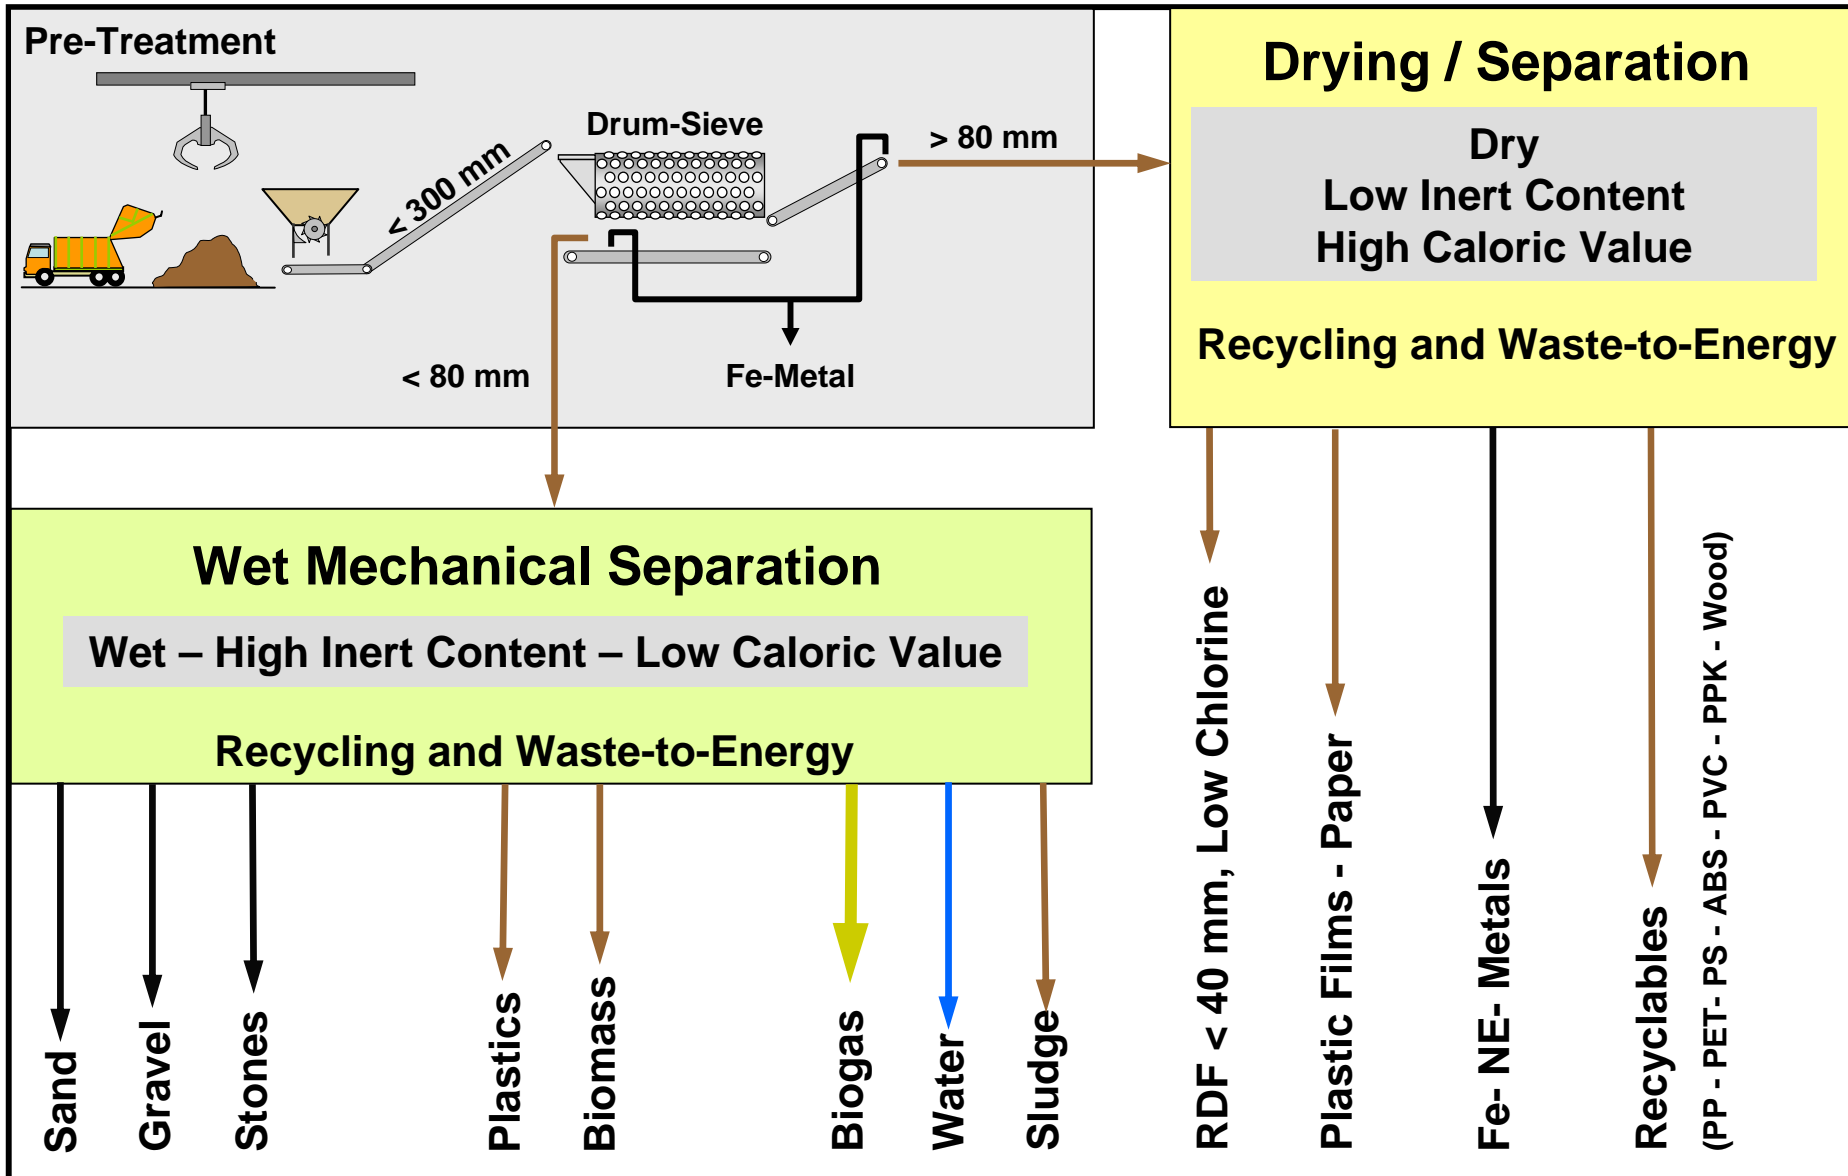 Pre-Treatment
Drum-Sieve
< 300 mm
> 80 mm
< 80 mm
Fe-Metal
Drying / Separation
Dry
Low Inert Content
High Caloric Value
Recycling and Waste-to-Energy
Wet Mechanical Separation
Wet – High Inert Content – Low Caloric Value
Recycling and Waste-to-Energy
Sand
Gravel
Stones
Plastics
Biomass
Biogas
Water
Sludge
RDF < 40 mm, Low Chlorine
Plastic Films - Paper
Fe- NE- Metals
Recyclables
(PP - PET- PS - ABS - PVC - PPK - Wood)